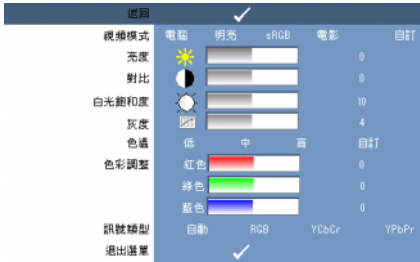 返回
視頻模式 電腦 明亮 sRGB 電影 自訂
亮度 0
對比 0
白光飽和度 10
灰度 4
色溫 低 中 高 自訂
色彩調整 紅色 0
綠色 0
藍色 0
訊號類型 自動 RGB YCbCr YPbPr
退出選單